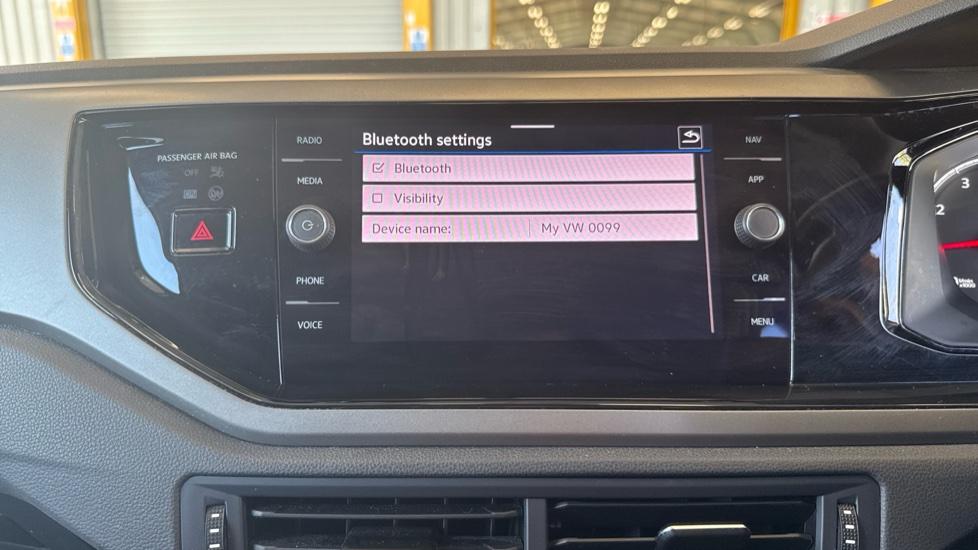 PASSENGER AIR BAG
OFF
ON
RADIO
MEDIA
PHONE
VOICE
Bluetooth settings
Bluetooth
Visibility
Device name: My VW 0099
NAV
APP
CAR
MENU
3
2